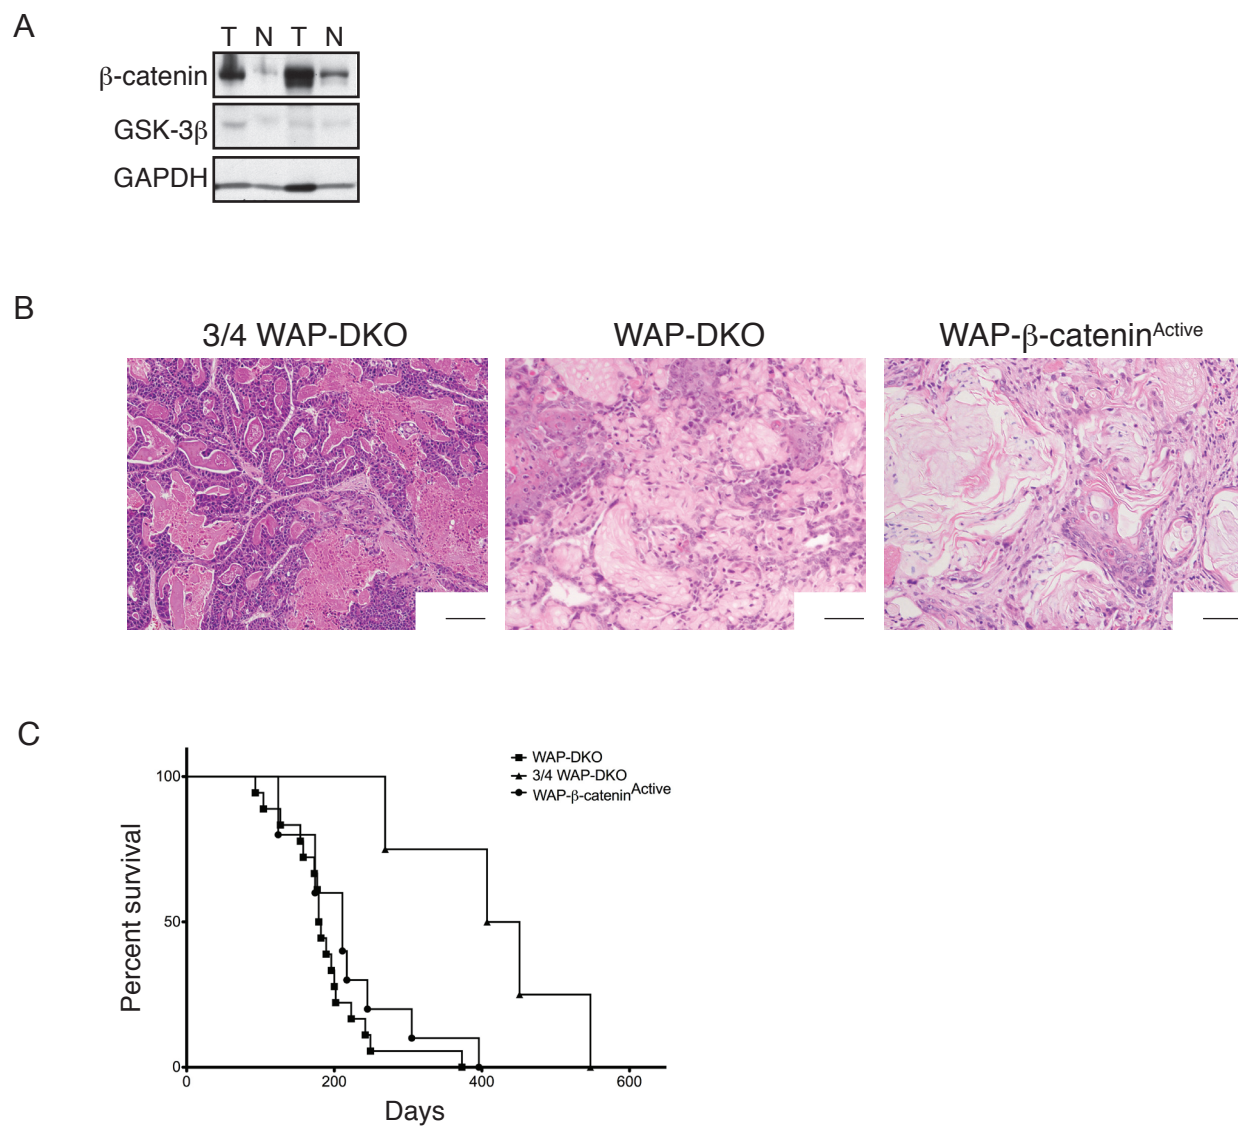 A
T N T N
β-catenin
GSK-3β
GAPDH
B
3/4 WAP-DKO
WAP-DKO
WAP-β-cateninActive
C
WAP-DKO
3/4 WAP-DKO
WAP-β-cateninActive
Percent survival
100
50
0
0 200 400 600
Days